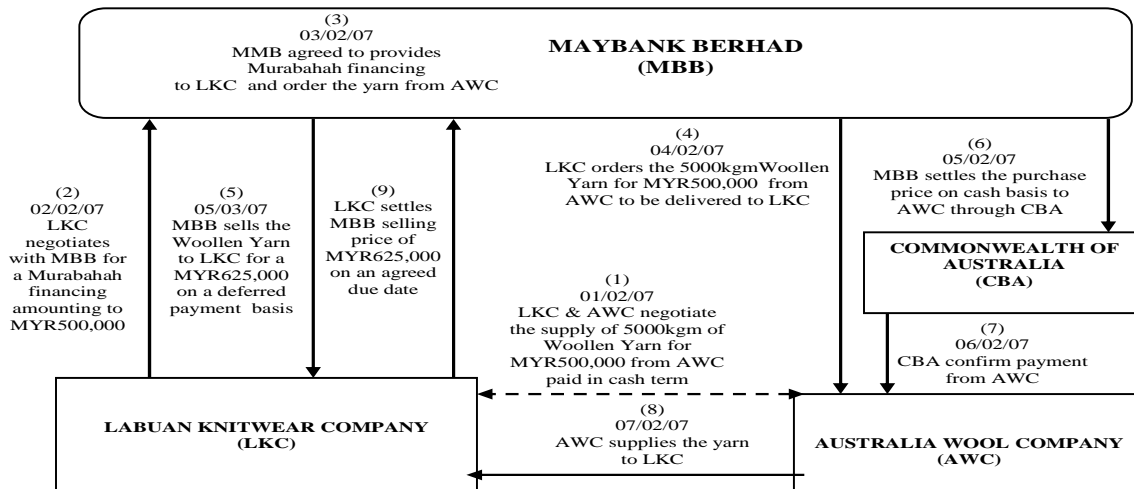 (3)
03/02/07
MMB agreed to provides
Murabahah financing
to LKC and order the yarn from AWC
MAYBANK BERHAD
(MBB)
(2)
02/02/07
LKC
negotiates
with MBB for
a Murabahah
financing
amounting to
MYR500,000
(5)
05/03/07
MBB sells the
Woollen Yarn
to LKC for a
MYR625,000
on a deferred
payment basis
(9)
LKC settles
MBB selling
price of
MYR625,000
on an agreed
due date
(4)
04/02/07
LKC orders the 5000kgmWoollen
Yarn for MYR500,000 from
AWC to be delivered to LKC
(6)
05/02/07
MBB settles the purchase
price on cash basis to
AWC through CBA
COMMONWEALTH OF
AUSTRALIA
(CBA)
(1)
01/02/07
LKC & AWC negotiate
the supply of 5000kgm of
Woollen Yarn for
MYR500,000 from AWC
paid in cash term
(7)
06/02/07
CBA confirm payment
from AWC
LABUAN KNITWEAR COMPANY
(LKC)
(8)
07/02/07
AWC supplies the yarn
to LKC
AUSTRALIA WOOL COMPANY
(AWC)